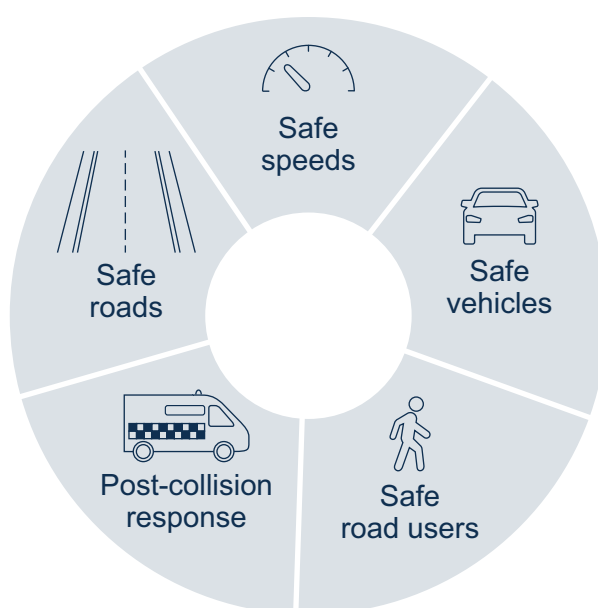 Safe
speeds
Safe
vehicles
Safe
road users
Post-collision
response
Safe
roads